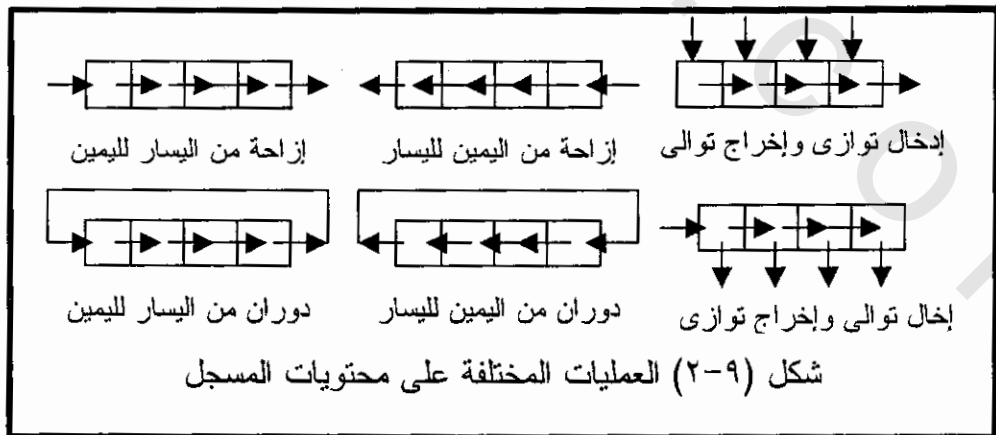 إدخال توازى وإخراج توالى
إزاحة من اليمين لليسار
إزاحة من اليسار لليمين
إخال توالى وإخراج توازى
دوران من اليمين لليسار
دوران من اليسار لليمين
شكل (٩-٢) العمليات المختلفة على محتويات المسجل